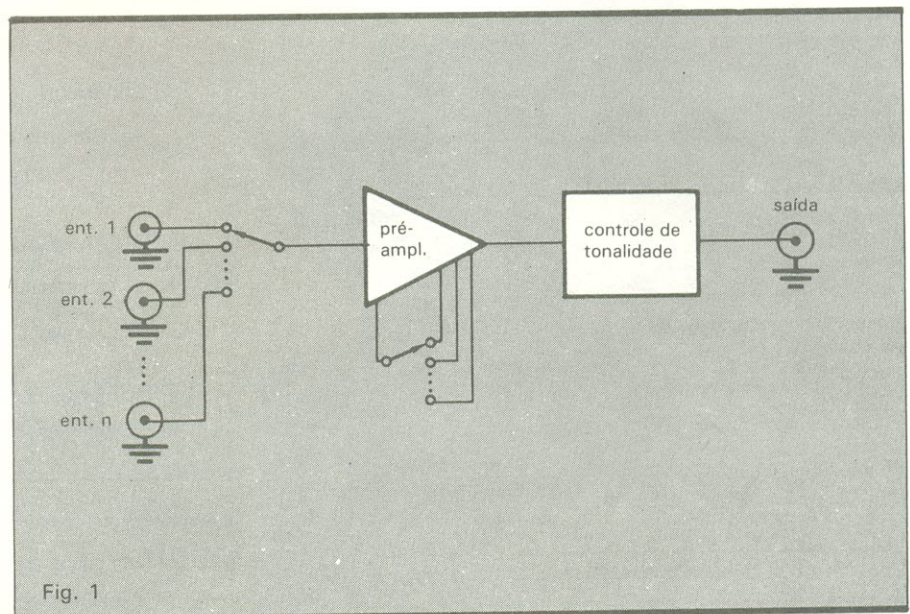 ent. 1
ent. 2
ent. n
pré-
ampl.
controle de
tonalidade
saída
Fig. 1